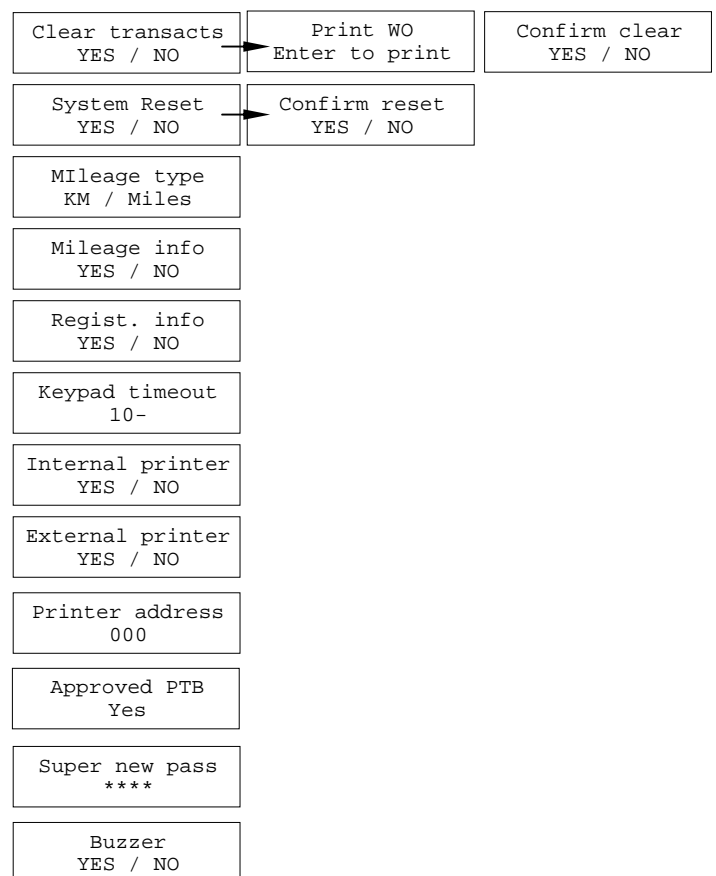 Clear transacts
YES / NO
Print WO
Enter to print
Confirm clear
YES / NO
System Reset
YES / NO
Confirm reset
YES / NO
MIleage type
KM / Miles
Mileage info
YES / NO
Regist. info
YES / NO
Keypad timeout
10-
Internal printer
YES / NO
External printer
YES / NO
Printer address
000
Approved PTB
Yes
Super new pass
****
Buzzer
YES / NO